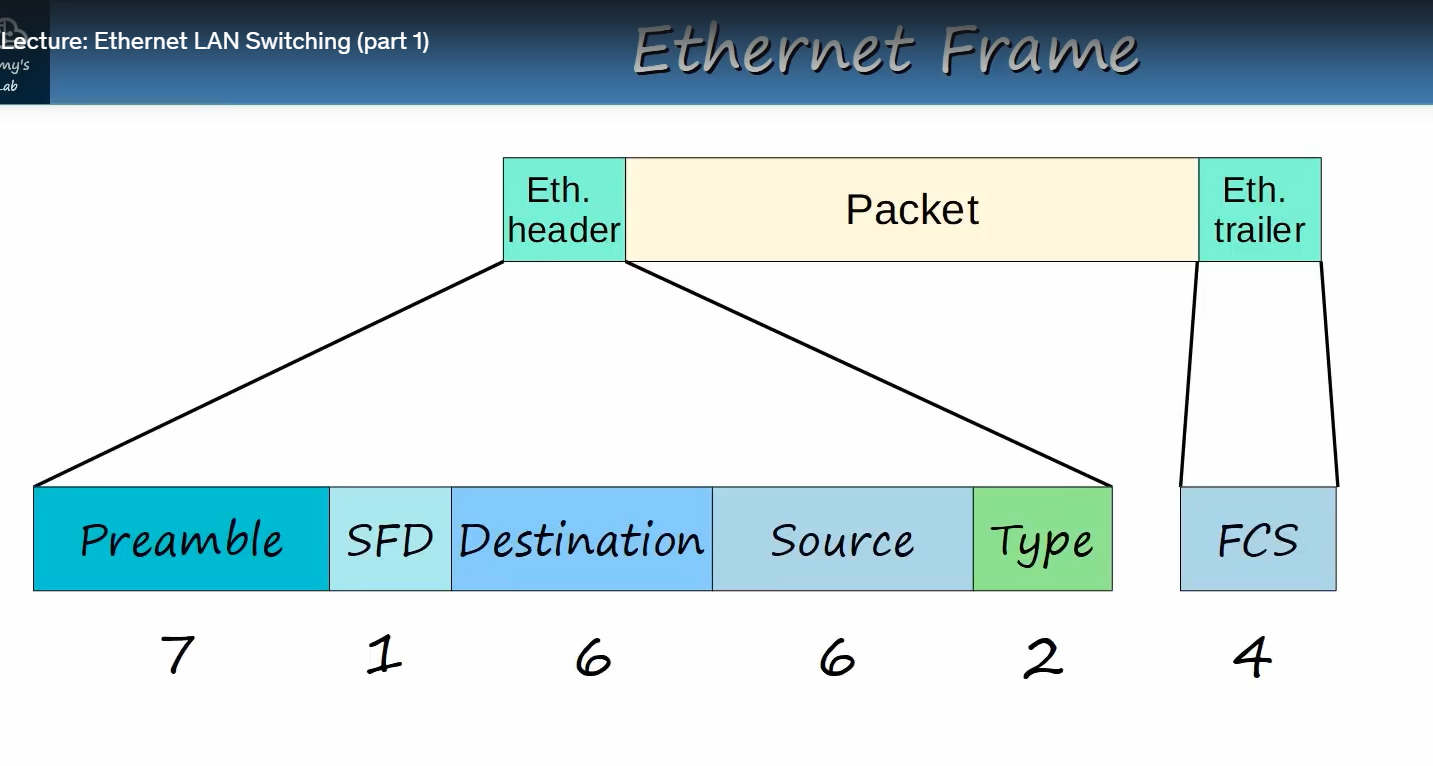 Lecture: Ethernet LAN Switching (part 1)
my's
Lab
Ethernet Frame
Eth.
header
Packet
Eth.
trailer
Preamble SFD Destination Source Type FCS
7 1 6 6 2 4